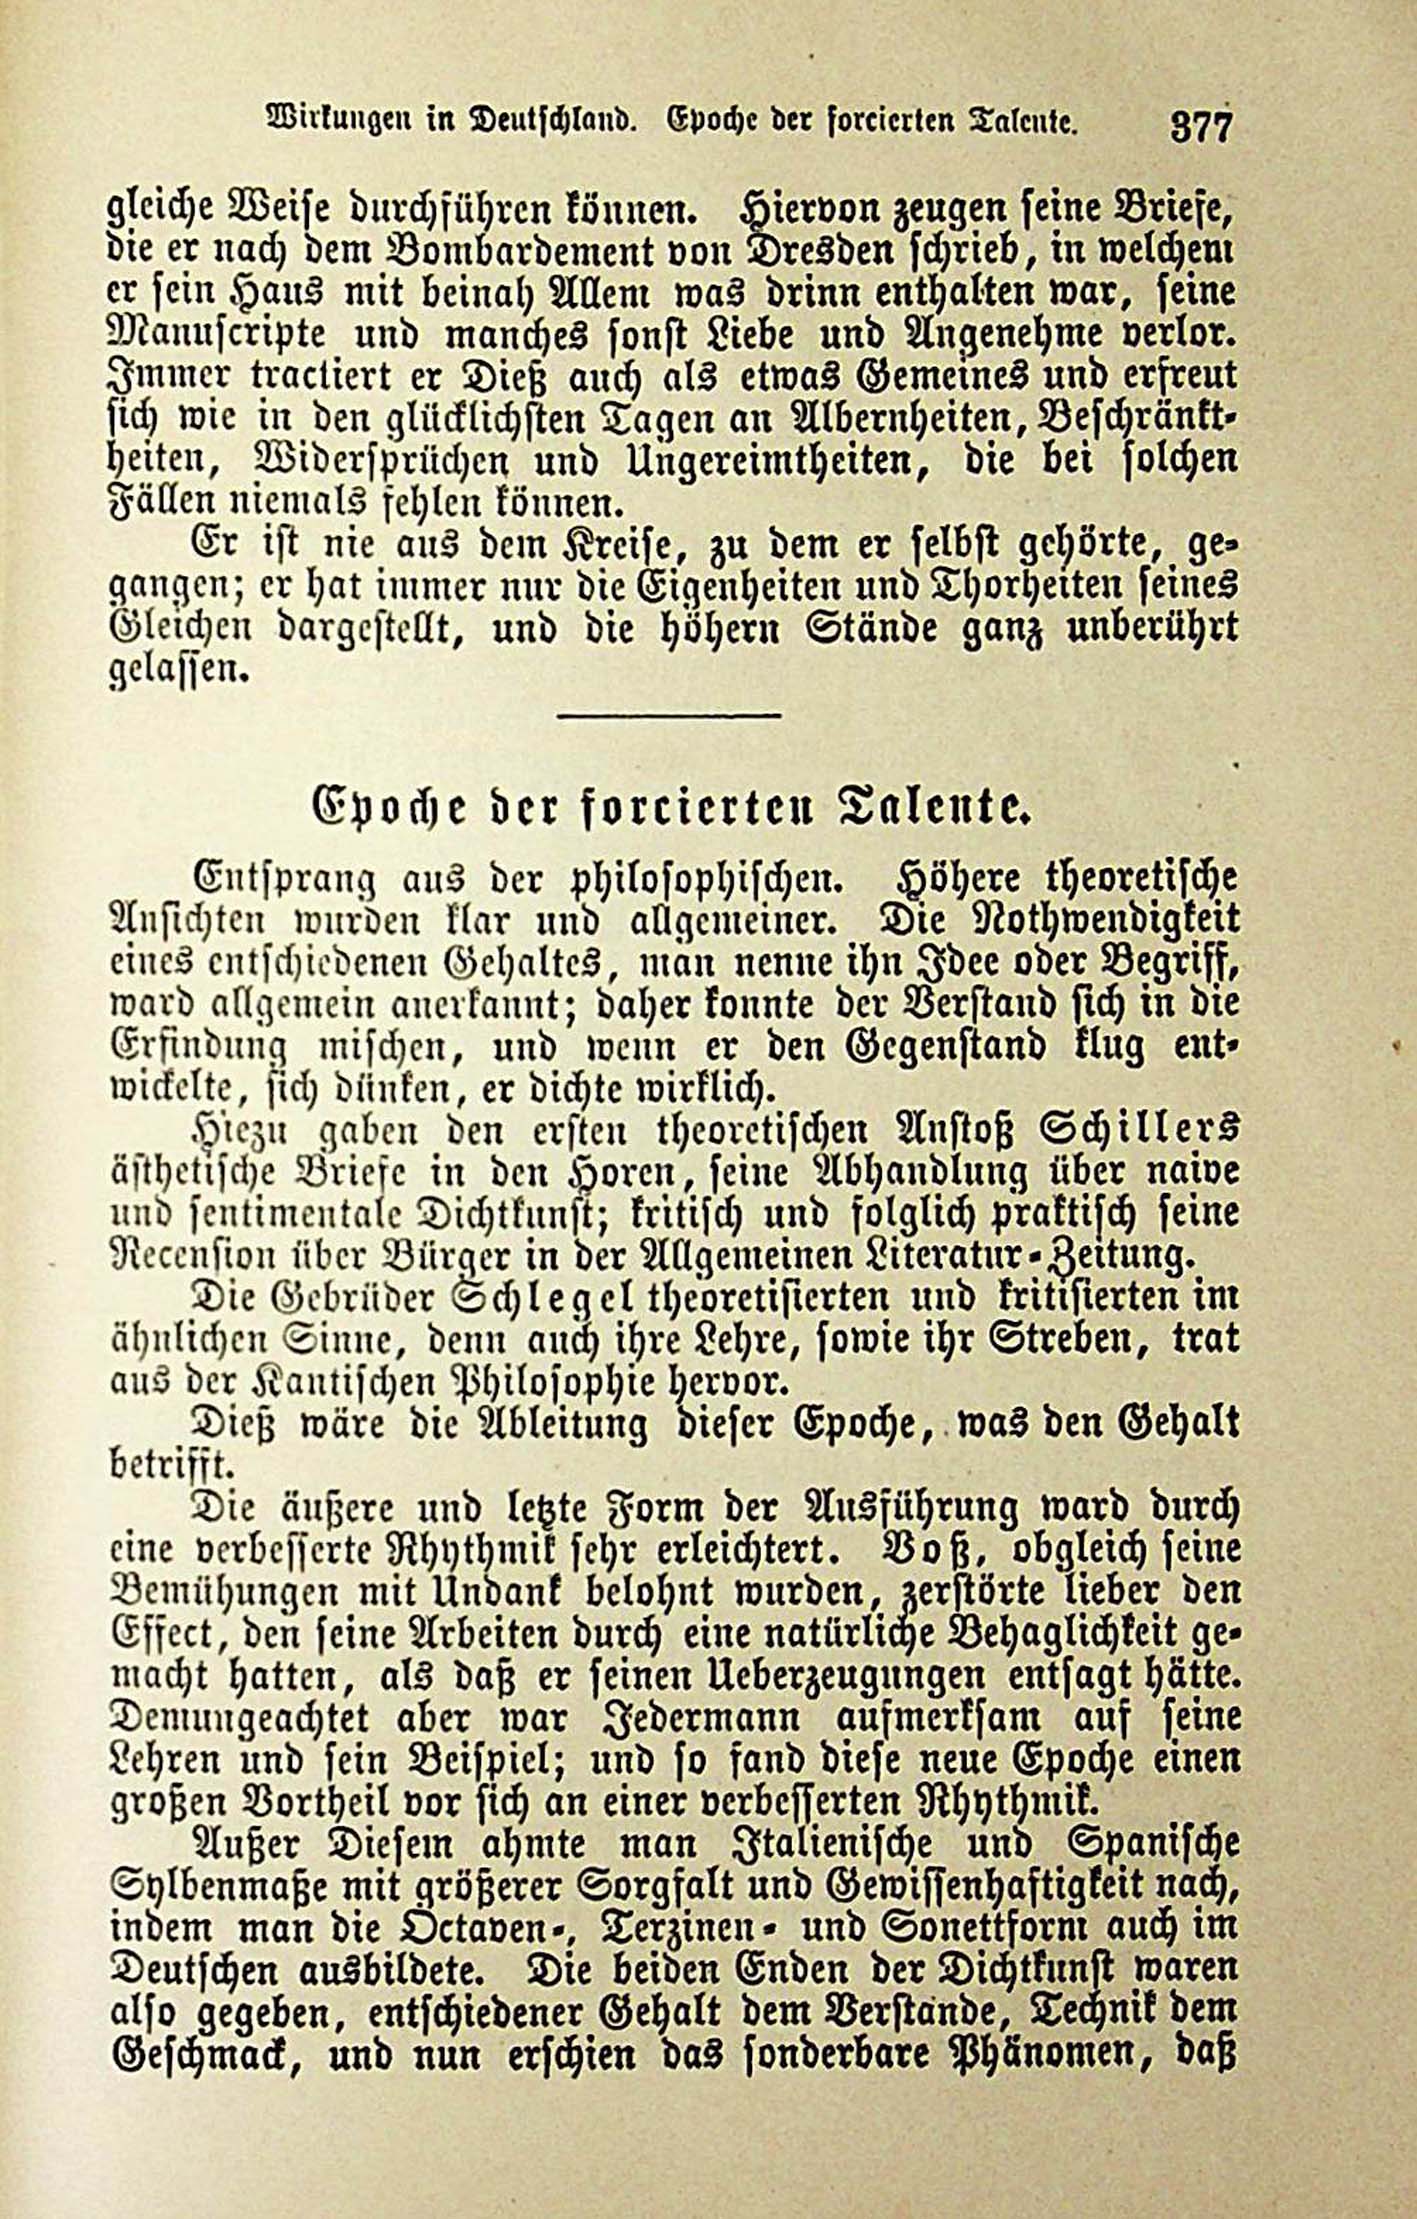 Wirkungen in Deutschland. Epoche der forcierten Talente. 377
gleiche Weise durchführen können. Hiervon zeugen seine Briefe,
die er nach dem Bombardement von Dresden schrieb, in welchem
er sein Haus mit beinah Allem was drinn enthalten war, seine
Manuscripte und manches sonst Liebe und Angenehme verlor.
Immer tractiert er Dieß auch als etwas Gemeines und erfreut
sich wie in den glücklichsten Tagen an Albernheiten, Beschränkt-
heiten, Widersprüchen und Ungereimtheiten, die bei solchen
Fällen niemals fehlen können.
Er ist nie aus dem Kreise, zu dem er selbst gehörte, ge-
gangen; er hat immer nur die Eigenheiten und Thorheiten seines
Gleichen dargestellt, und die höhern Stände ganz unberührt
gelassen.
Epoche der forcierten Talente.
Entsprang aus der philosophischen. Höhere theoretische
Ansichten wurden klar und allgemeiner. Die Nothwendigkeit
eines entschiedenen Gehaltes, man nenne ihn Idee oder Begriff,
ward allgemein anerkannt; daher konnte der Verstand sich in die
Erfindung mischen, und wenn er den Gegenstand klug ent-
wickelte, sich dünken, er dichte wirklich.
Hiezu gaben den ersten theoretischen Anstoß Schillers
ästhetische Briefe in den Horen, seine Abhandlung über naive
und sentimentale Dichtkunst; kritisch und folglich praktisch seine
Recension über Bürger in der Allgemeinen Literatur-Zeitung.
Die Gebrüder Schlegel theoretisierten und kritisierten im
ähnlichen Sinne, denn auch ihre Lehre, sowie ihr Streben, trat
aus der Kantischen Philosophie hervor.
Dieß wäre die Ableitung dieser Epoche, was den Gehalt
betrifft.
Die äußere und letzte Form der Ausführung ward durch
eine verbesserte Rhythmik sehr erleichtert. Voß, obgleich seine
Bemühungen mit Undank belohnt wurden, zerstörte lieber den
Effect, den seine Arbeiten durch eine natürliche Behaglichkeit ge-
macht hatten, als daß er seinen Ueberzeugungen entsagt hätte.
Demungeachtet aber war Jedermann aufmerksam auf seine
Lehren und sein Beispiel; und so fand diese neue Epoche einen
großen Vortheil vor sich an einer verbesserten Rhythmik.
Außer Diesem ahmte man Italienische und Spanische
Sylbenmaße mit größerer Sorgfalt und Gewissenhaftigkeit nach,
indem man die Octaven-, Terzinen- und Sonettform auch im
Deutschen ausbildete. Die beiden Enden der Dichtkunst waren
also gegeben, entschiedener Gehalt dem Verstande, Technik dem
Geschmack, und nun erschien das sonderbare Phänomen, daß